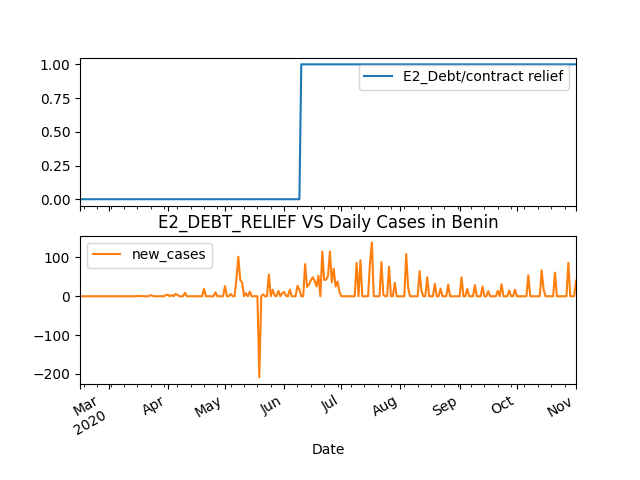 1.00
0.75
0.50
0.25
0.00
E2_Debt/contract relief
E2_DEBT_RELIEF VS Daily Cases in Benin
100
0
−100
−200
new_cases
Mar
2020
Apr
May
Jun
Jul
Aug
Sep
Oct
Nov
Date